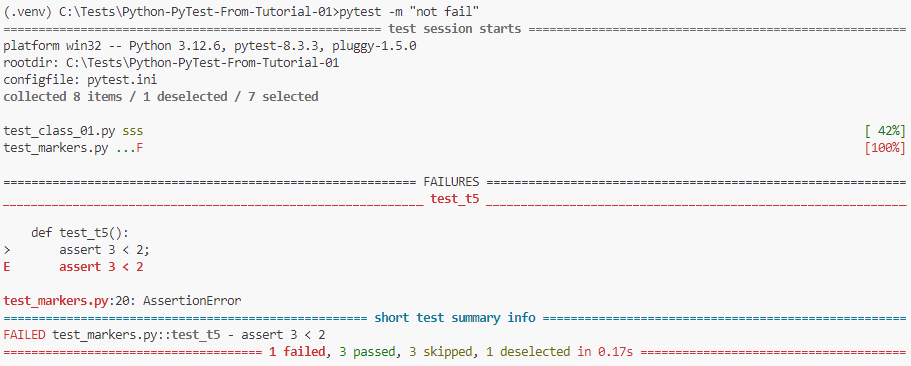 (.venv) C:\Tests\Python-PyTest-From-Tutorial-01>pytest -m "not fail"
====================================================== test session starts ======================================================
platform win32 -- Python 3.12.6, pytest-8.3.3, pluggy-1.5.0
rootdir: C:\Tests\Python-PyTest-From-Tutorial-01
configfile: pytest.ini
collected 8 items / 1 deselected / 7 selected
test_class_01.py sss [ 42%]
test_markers.py ...F [100%]
=========================================================== FAILURES ============================================================
____________________________________________________________ test_t5 ____________________________________________________________
def test_t5():
> assert 3 < 2;
E assert 3 < 2
test_markers.py:20: AssertionError
==================================================== short test summary info ====================================================
FAILED test_markers.py::test_t5 - assert 3 < 2
===================================== 1 failed, 3 passed, 3 skipped, 1 deselected in 0.17s ======================================